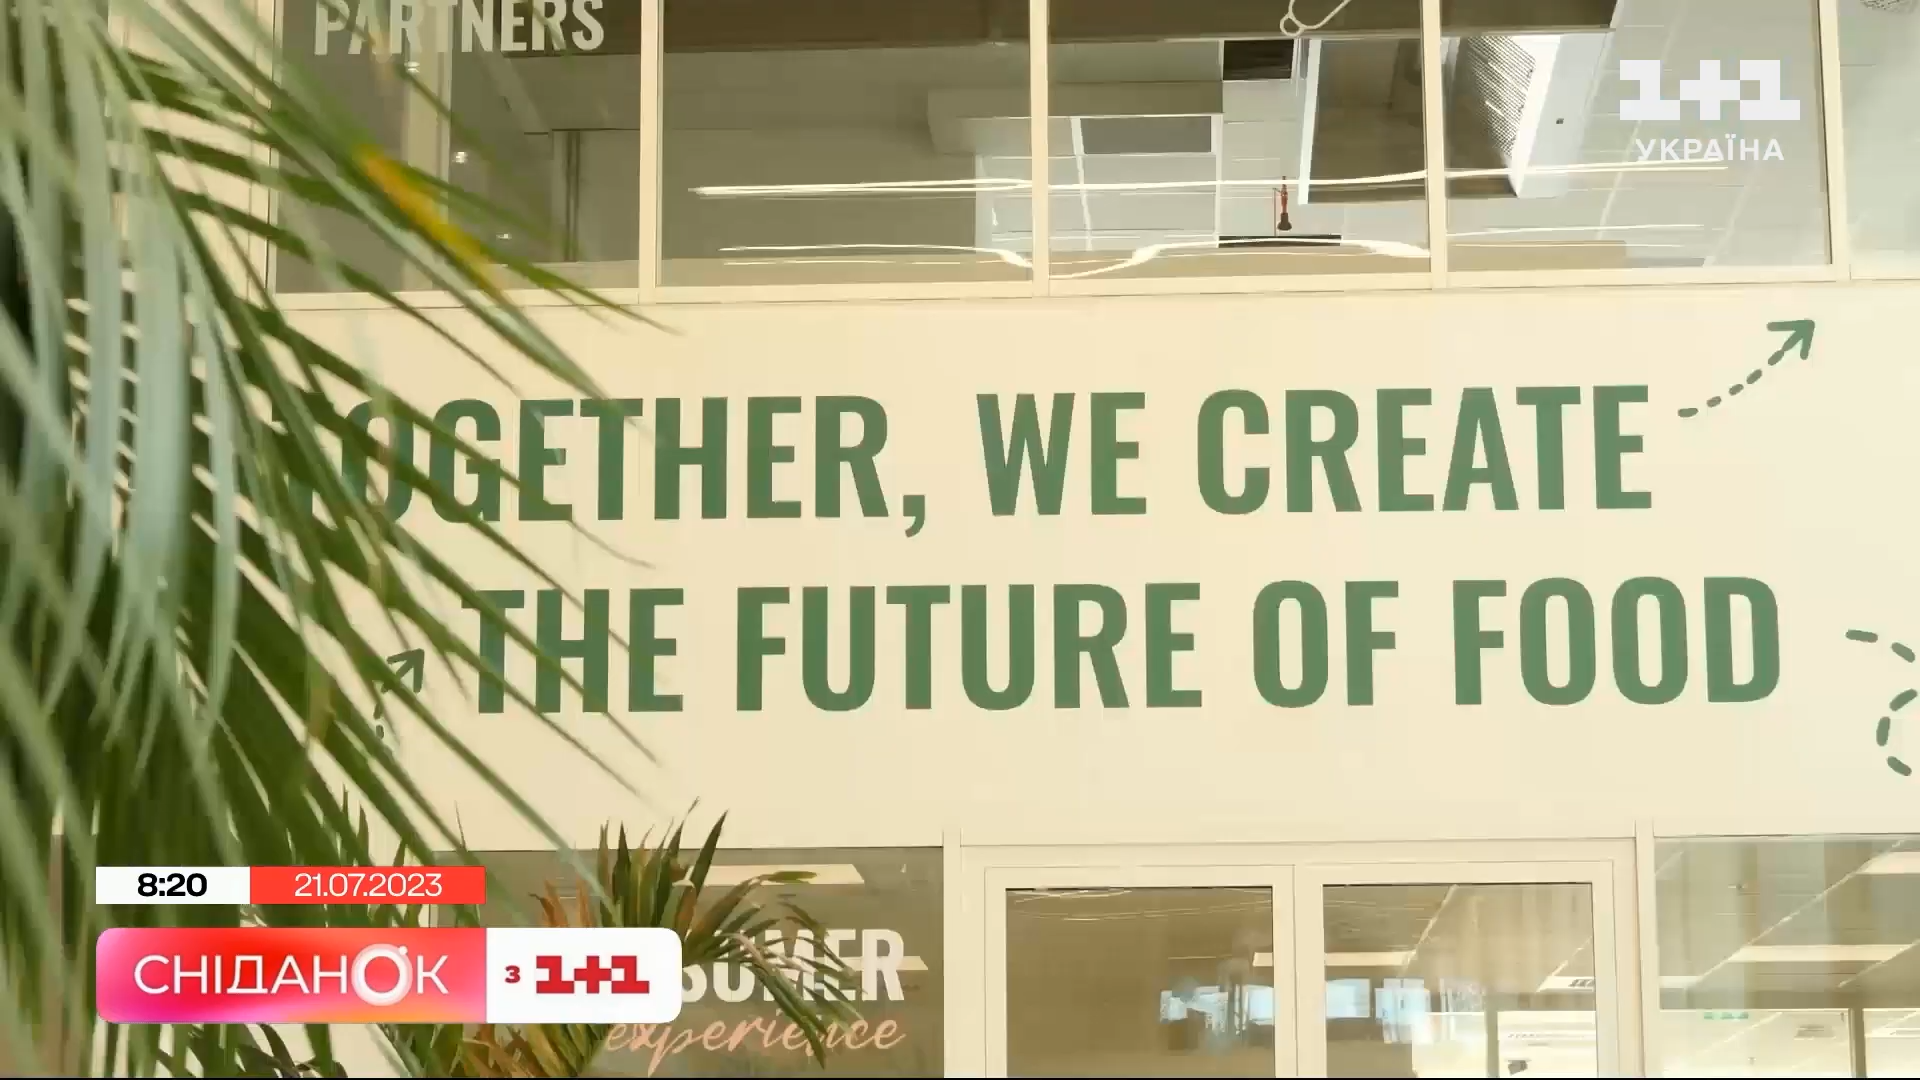 PARTNERS
1+1
УКРАЇНА
TOGETHER, WE CREATE
THE FUTURE OF FOOD
8:20 21.07.2023
СНІДАНОК З 1+1
SUMER
experience